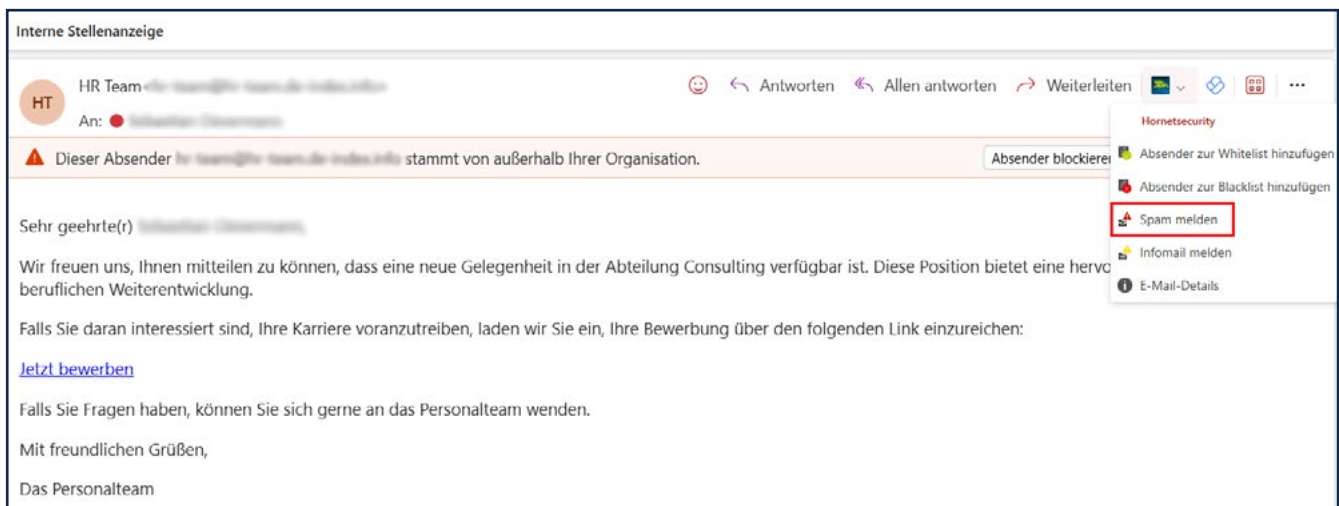 Interne Stellenanzeige
HT
HR Team
Antworten
Allen antworten
Weiterleiten
An:
Hornetsecurity
Dieser Absender stammt von außerhalb Ihrer Organisation.
Absender blockieren
Absender zur Whitelist hinzufügen
Absender zur Blacklist hinzufügen
Spam melden
Infomail melden
E-Mail-Details
Sehr geehrte(r)
Wir freuen uns, Ihnen mitteilen zu können, dass eine neue Gelegenheit in der Abteilung Consulting verfügbar ist. Diese Position bietet eine
beruflichen Weiterentwicklung.
Falls Sie daran interessiert sind, Ihre Karriere voranzutreiben, laden wir Sie ein, Ihre Bewerbung über den folgenden Link einzureichen:
Jetzt bewerben
Falls Sie Fragen haben, können Sie sich gerne an das Personalteam wenden.
Mit freundlichen Grüßen,
Das Personalteam